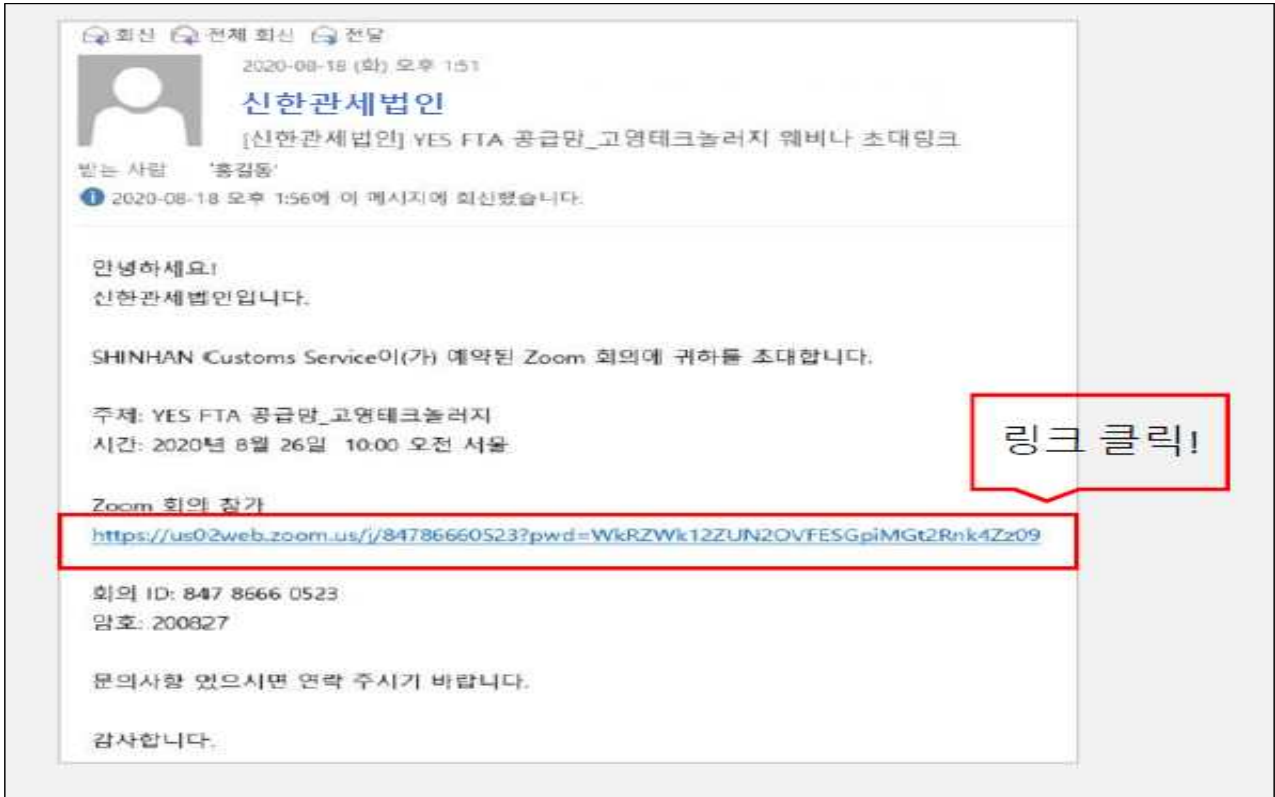 회신 전체 회신 전달
2020-08-18 (화) 오후 1:51
신한관세법인
[신한관세법인] YES FTA 공급망_고영테크놀러지 웨비나 초대링크
받는 사람 '홍길동'
2020-08-18 오후 1:56에 이 메시지에 회신했습니다.
안녕하세요!
신한관세법인입니다.
SHINHAN Customs Service이(가) 예약된 Zoom 회의에 귀하를 초대합니다.
주제: YES FTA 공급망_고영테크놀러지
시간: 2020년 8월 26일 10:00 오전 서울
링크 클릭!
Zoom 회의 참가
https://us02web.zoom.us/j/84786660523?pwd=WkRZWk12ZUN2OVFESGpiMGt2Rnk4Zz09
회의 ID: 847 8666 0523
암호: 200827
문의사항 있으시면 연락 주시기 바랍니다.
감사합니다.